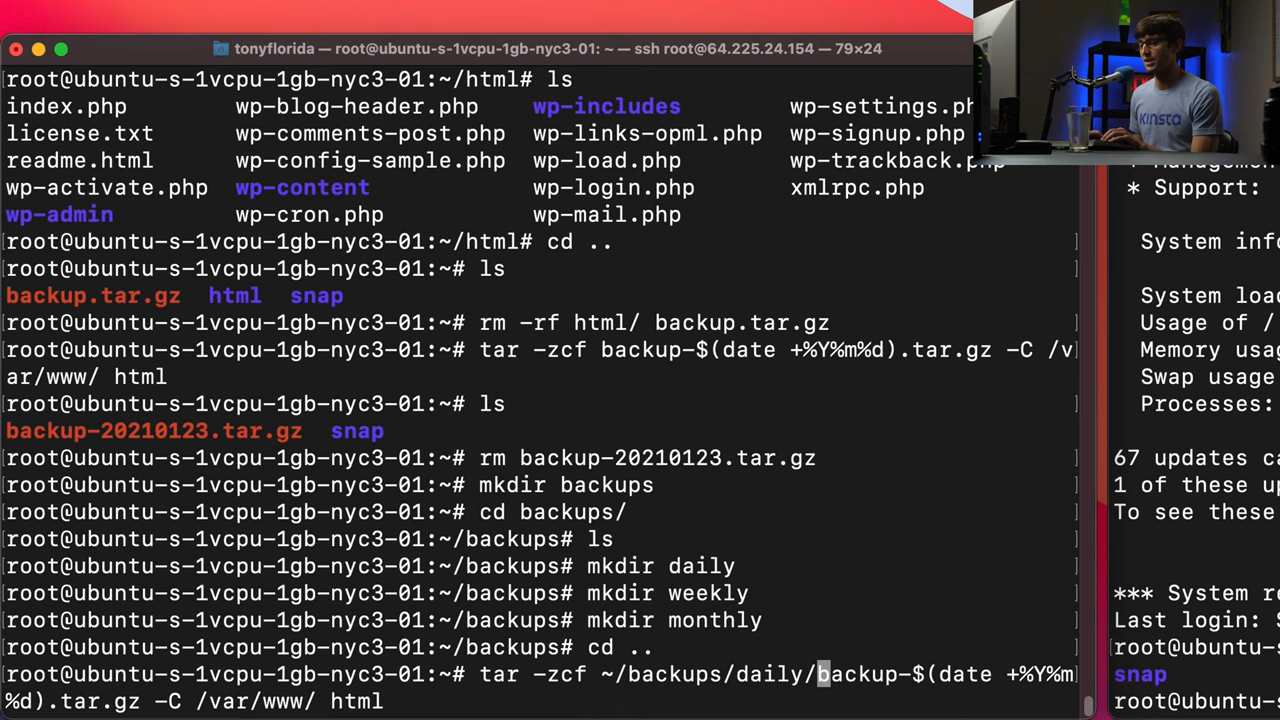 tonyflorida — root@ubuntu-s-1vcpu-1gb-nyc3-01: ~ — ssh root@64.225.24.154 — 79×24
[root@ubuntu-s-1vcpu-1gb-nyc3-01:~/html# ls
index.php wp-blog-header.php wp-includes wp-settings.ph
license.txt wp-comments-post.php wp-links-opml.php wp-signup.php
readme.html wp-config-sample.php wp-load.php wp-trackback.php
wp-activate.php wp-content wp-login.php xmlrpc.php
wp-admin wp-cron.php wp-mail.php
[root@ubuntu-s-1vcpu-1gb-nyc3-01:~/html# cd .. ]
[root@ubuntu-s-1vcpu-1gb-nyc3-01:~# ls ]
backup.tar.gz html snap
[root@ubuntu-s-1vcpu-1gb-nyc3-01:~# rm -rf html/ backup.tar.gz ]
[root@ubuntu-s-1vcpu-1gb-nyc3-01:~# tar -zcf backup-$(date +%Y%m%d).tar.gz -C /v]
ar/www/ html
[root@ubuntu-s-1vcpu-1gb-nyc3-01:~# ls ]
backup-20210123.tar.gz snap
[root@ubuntu-s-1vcpu-1gb-nyc3-01:~# rm backup-20210123.tar.gz ]
[root@ubuntu-s-1vcpu-1gb-nyc3-01:~# mkdir backups ]
[root@ubuntu-s-1vcpu-1gb-nyc3-01:~# cd backups/ ]
[root@ubuntu-s-1vcpu-1gb-nyc3-01:~/backups# ls ]
[root@ubuntu-s-1vcpu-1gb-nyc3-01:~/backups# mkdir daily ]
[root@ubuntu-s-1vcpu-1gb-nyc3-01:~/backups# mkdir weekly ]
[root@ubuntu-s-1vcpu-1gb-nyc3-01:~/backups# mkdir monthly ]
[root@ubuntu-s-1vcpu-1gb-nyc3-01:~/backups# cd .. ]
[root@ubuntu-s-1vcpu-1gb-nyc3-01:~# tar -zcf ~/backups/daily/backup-$(date +%Y%m]
%d).tar.gz -C /var/www/ html
* Support:
System info
System loa
Usage of /
Memory usa
Swap usage
Processes:
67 updates ca
1 of these up
To see these
*** System re
Last login: S
[root@ubuntu-
snap
root@ubuntu-s
KINSTA